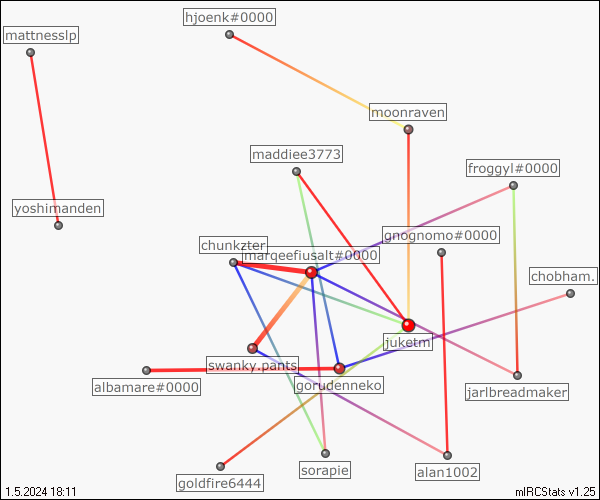 hjoenk#0000
mattnesslp
moonraven
maddiee3773
froggyl#0000
yoshimanden
gnognomo#0000
chunkzter
marqeefiusalt#0000
chobham.
juketm
swanky.pants
albamare#0000
gorudenneko
jarlbreadmaker
sorapie
alan1002
goldfire6444
1.5.2024 18:11
mIRCStats v1.25